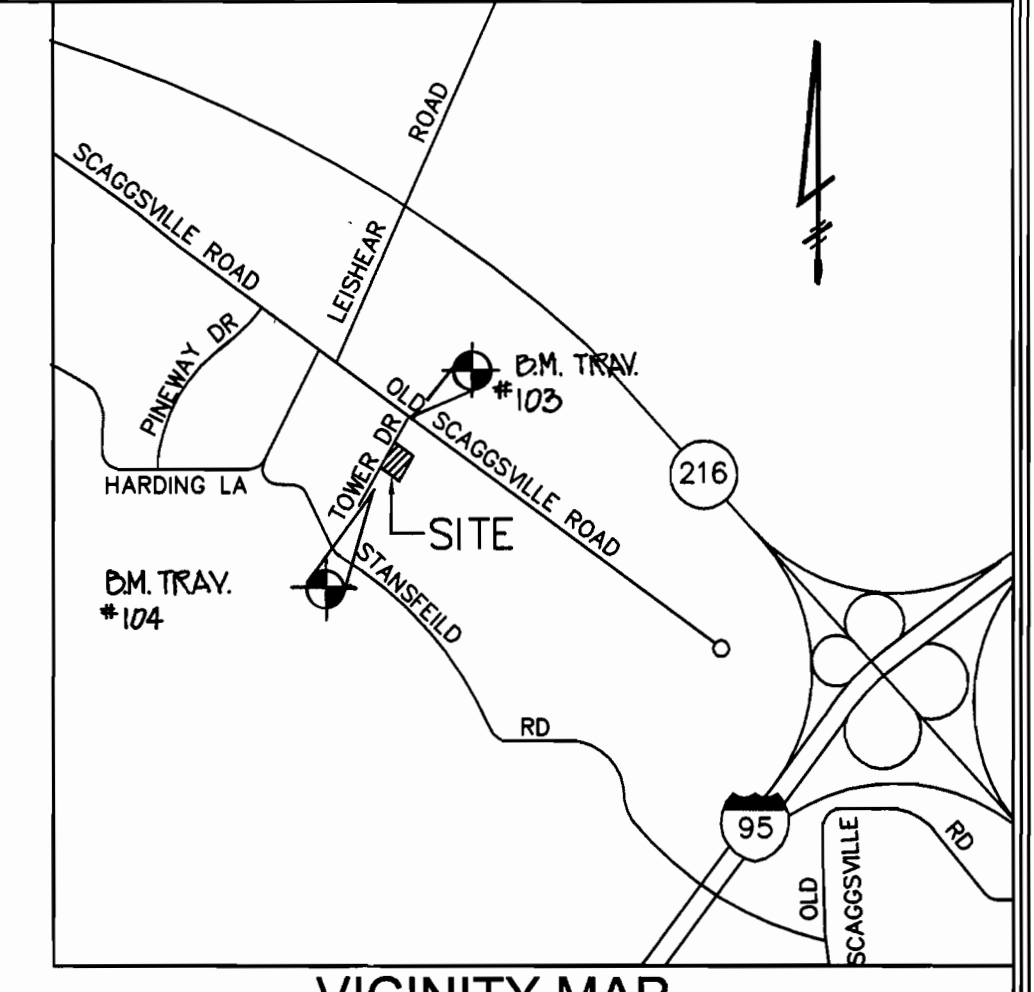 ROAD
LEISHEAR
SCAGGSVILLE ROAD
PINEWAY DR
B.M. TRAV.
#103
OLD SCAGGSVILLE ROAD
TOWER DR
216
HARDING LA
SITE
B.M. TRAV.
#104
STANSFEILD
RD
95
OLD
SCAGGSVILLE
RD
VICINITY MAP